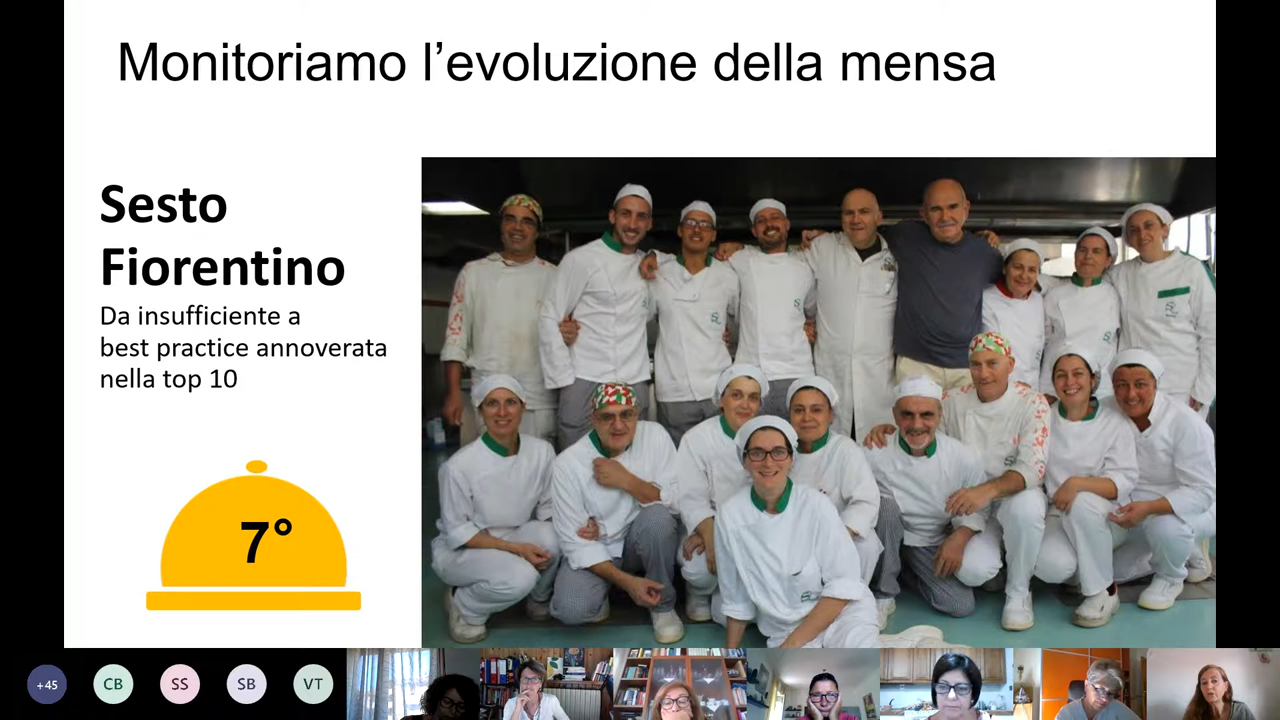 Monitoriamo l’evoluzione della mensa
Sesto
Fiorentino
Da insufficiente a
best practice annoverata
nella top 10
7°
+45
CB
SS
SB
VT